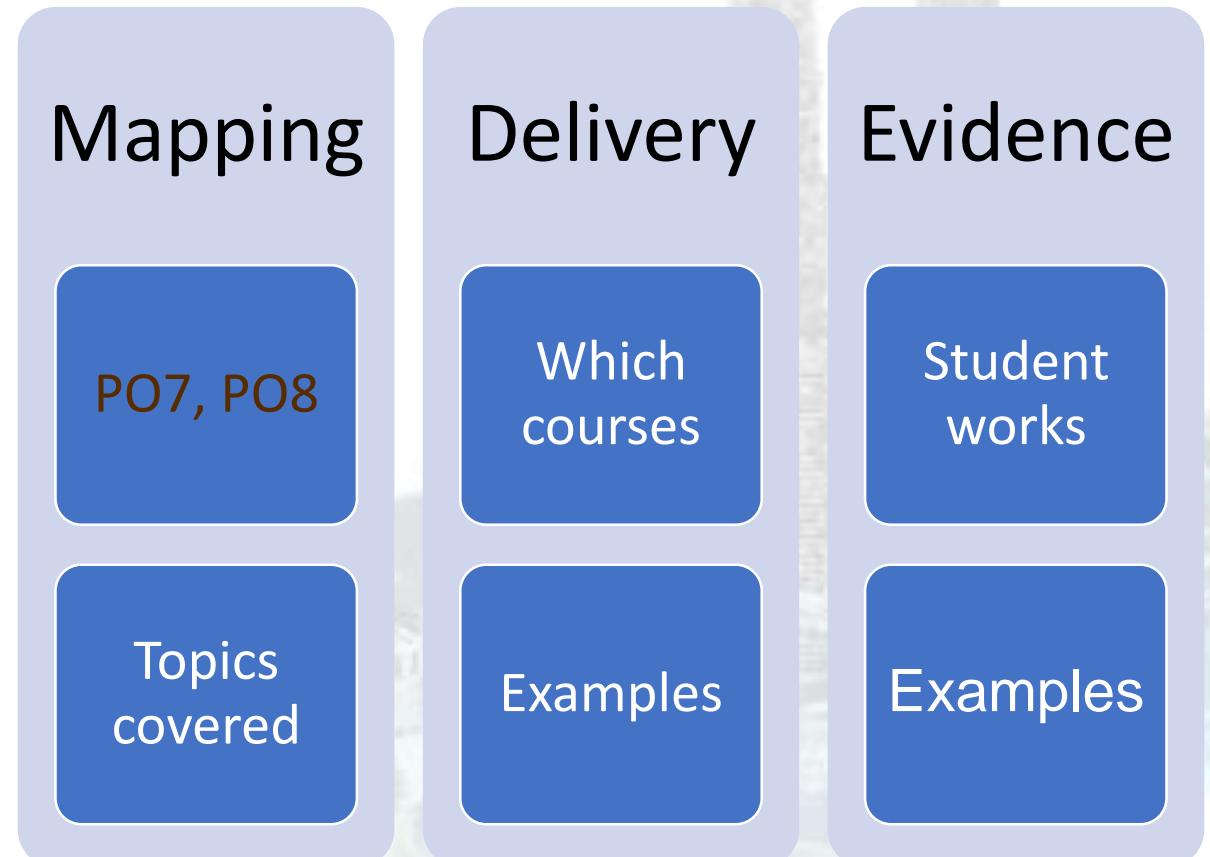 Mapping
PO7, PO8
Topics
covered
Delivery
Which
courses
Examples
Evidence
Student
works
Examples